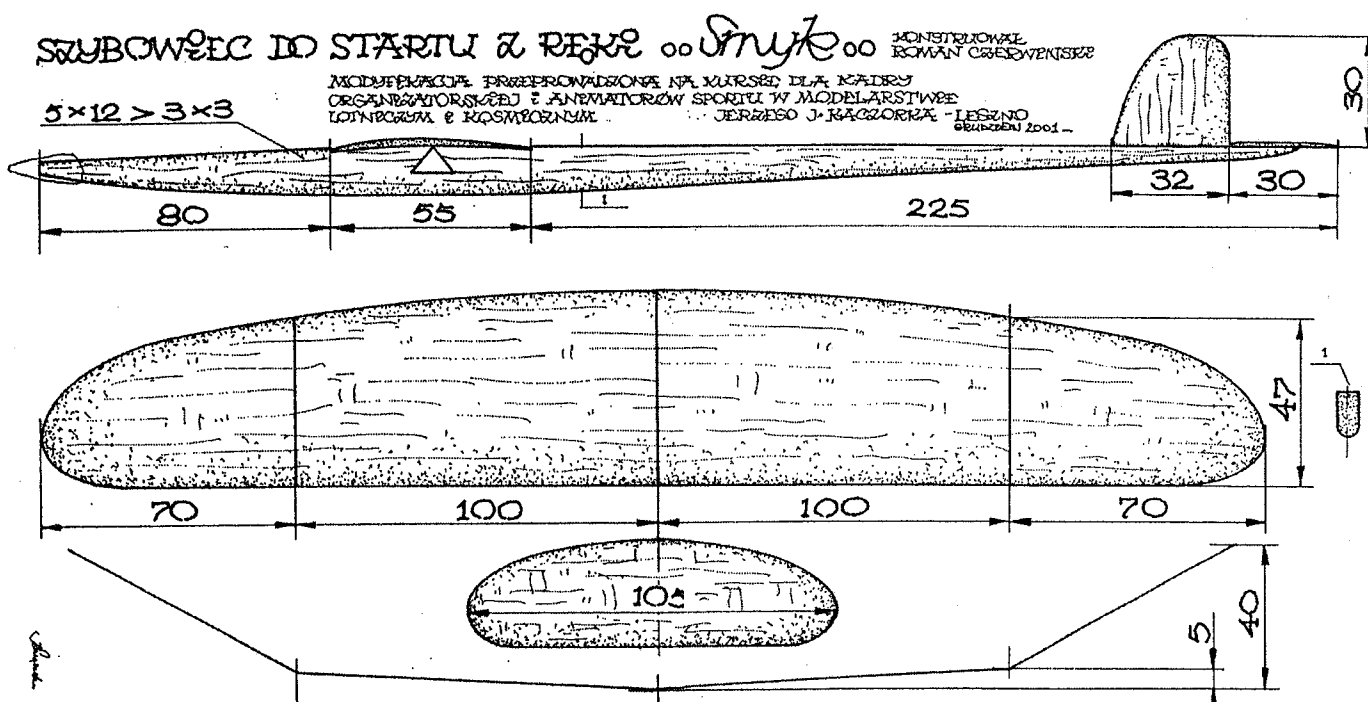 SZYBOWIEC DO STARTU Z RĘKI „Smyk”
KONSTRUOWAŁ
ROMAN CZERWIŃSKI
MODYFIKACJA PRZEPROWADZONA NA KURSIE DLA KADRY
ORGANIZATORSKIEJ I ANIMATORÓW SPORTU W MODELARSTWIE
LOTNICZYM I KOSMICZNYM JERZEGO J. KACZORKA - LESZNO
GRUDZIEŃ 2001
5×12 > 3×3
30
32 30
80 55 1 225
1
47
70 100 100 70
105
5
40